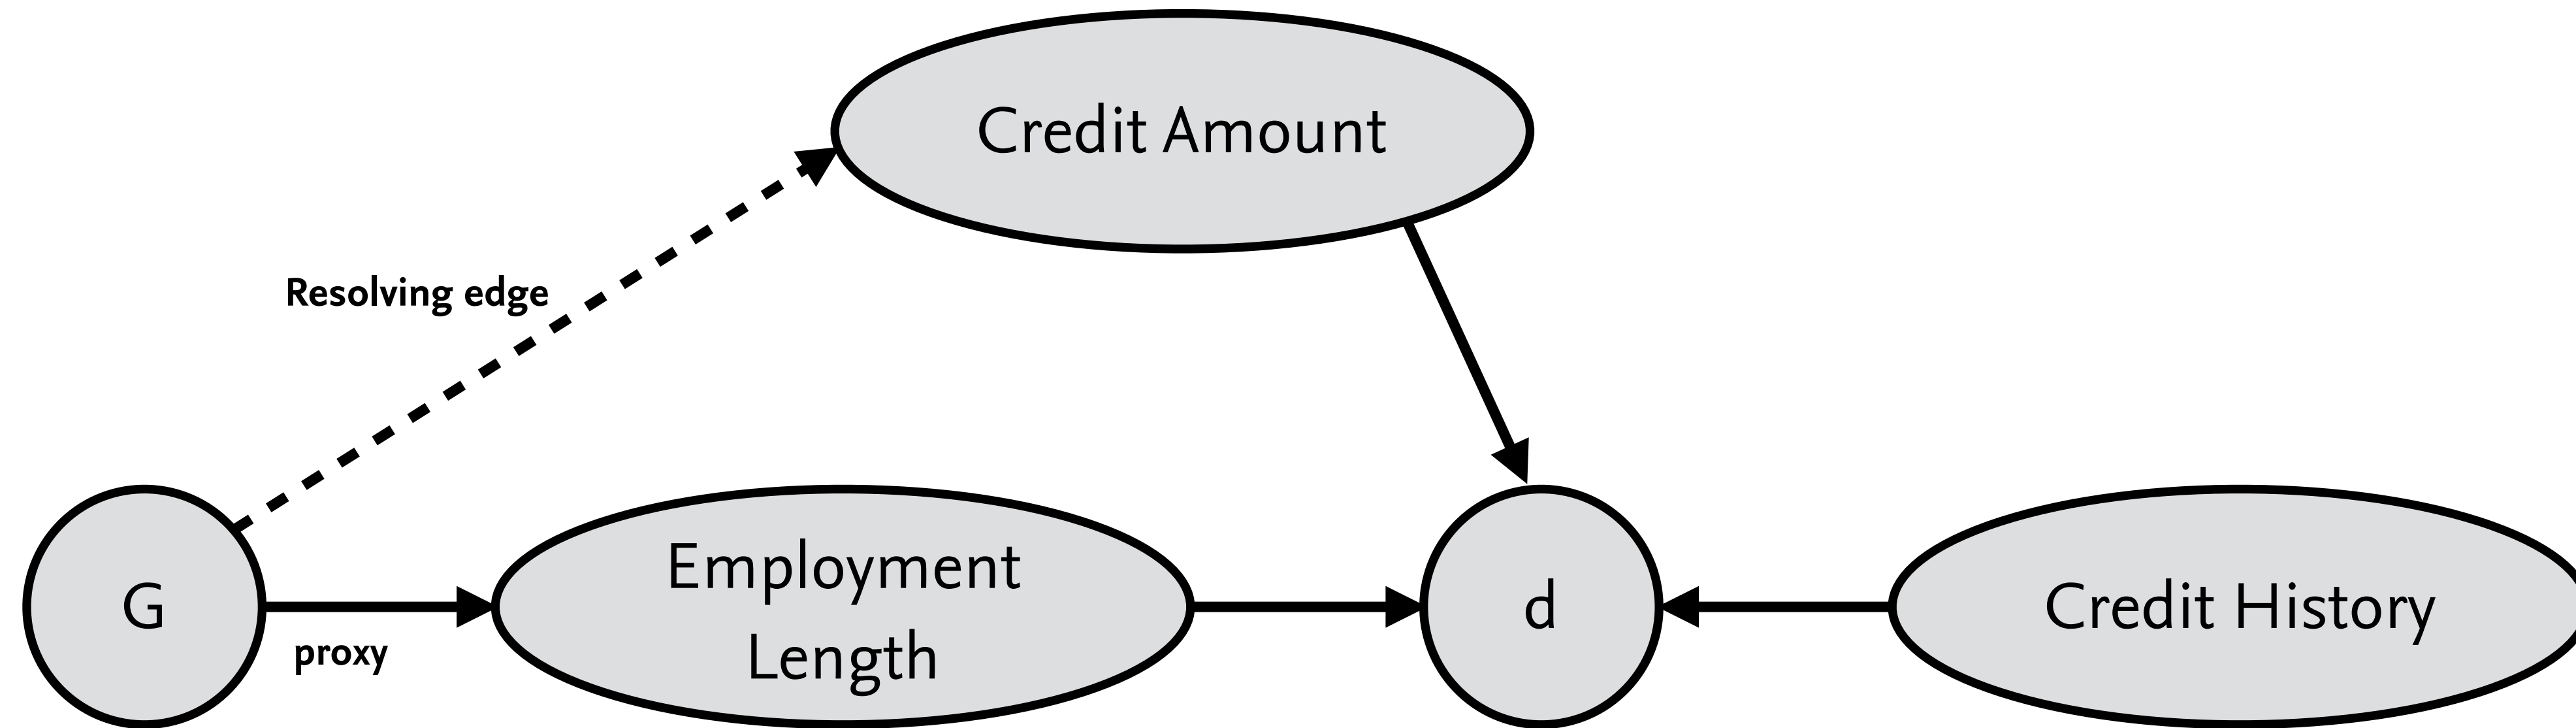 Credit Amount
Resolving edge
G
proxy
Employment
Length
d
Credit History